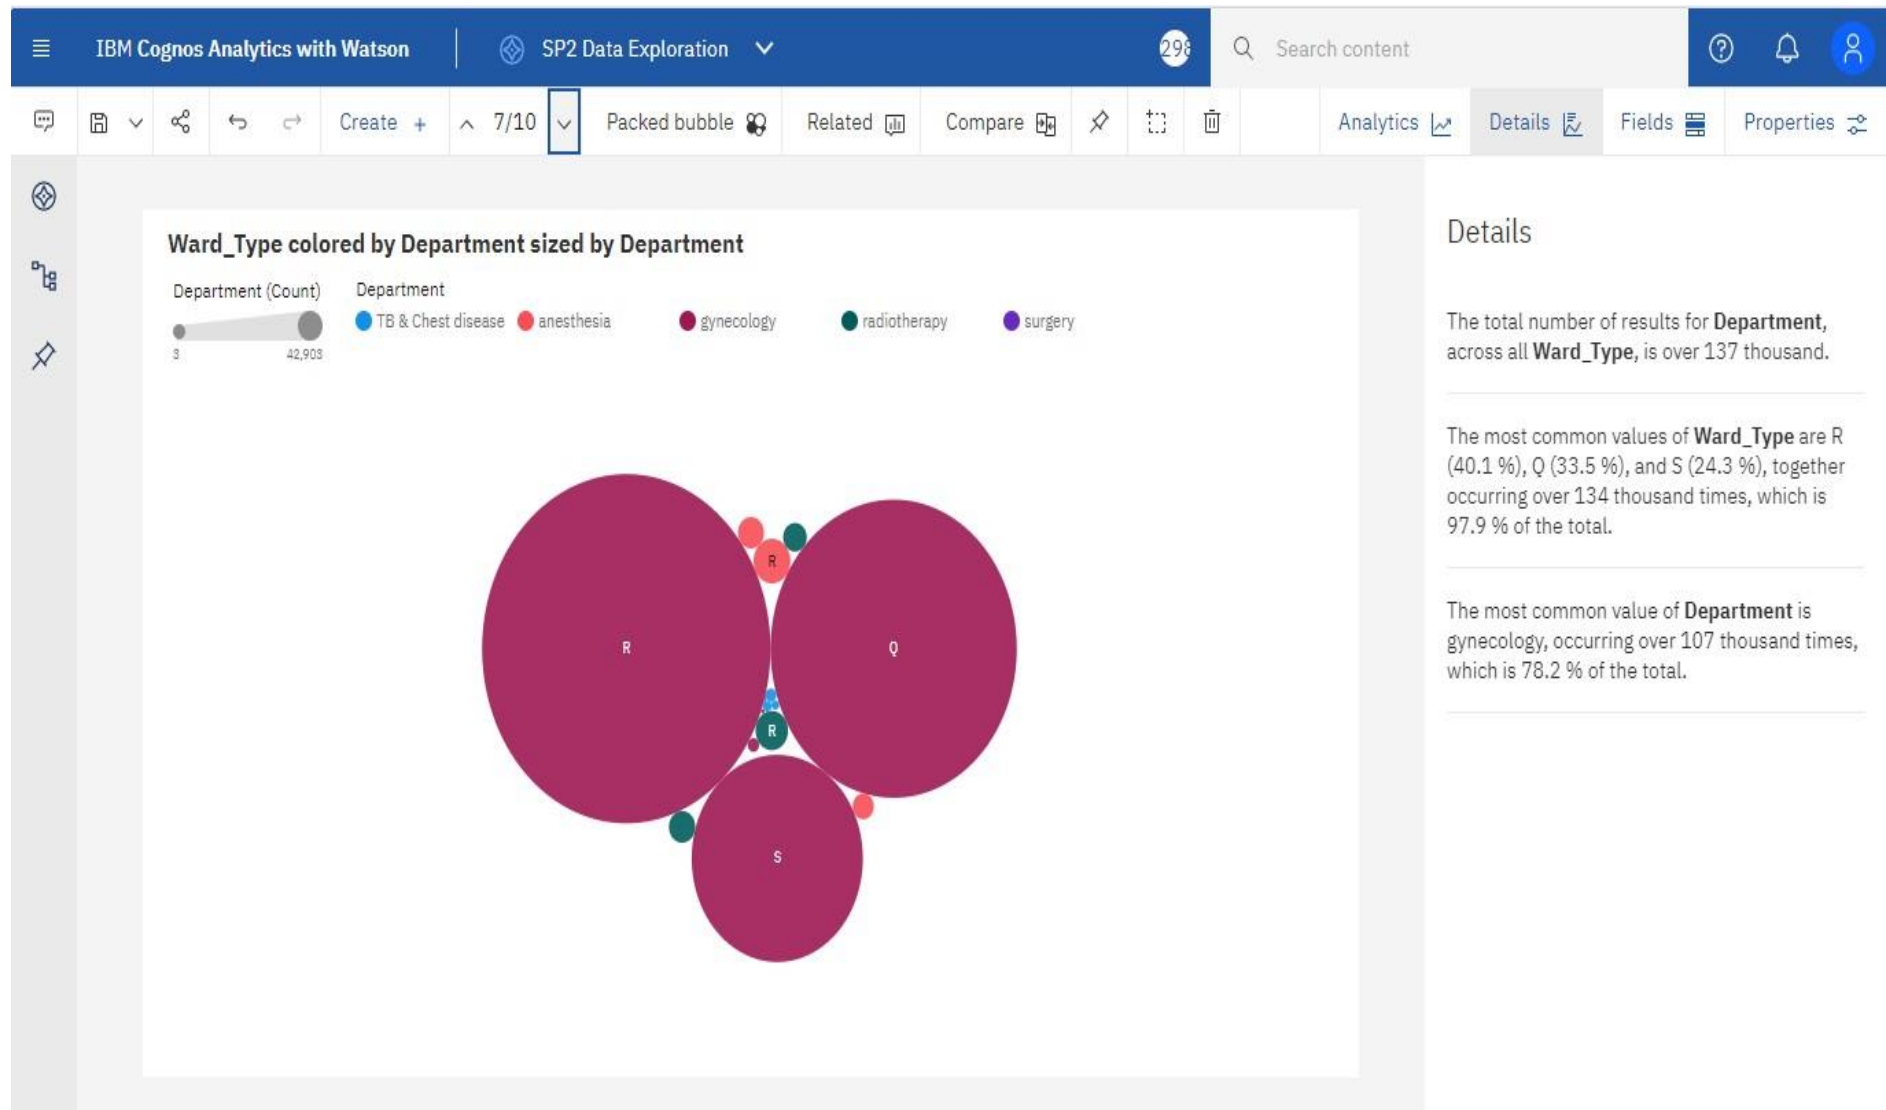 IBM Cognos Analytics with Watson
SP2 Data Exploration
298
Search content
Create +
7/10
Packed bubble
Related
Compare
Analytics
Details
Fields
Properties
Ward_Type colored by Department sized by Department
Department (Count)
3
42,903
Department
TB & Chest disease
anesthesia
gynecology
radiotherapy
surgery
R
R
Q
R
S
Details
The total number of results for Department,
across all Ward_Type, is over 137 thousand.
The most common values of Ward_Type are R
(40.1 %), Q (33.5 %), and S (24.3 %), together
occurring over 134 thousand times, which is
97.9 % of the total.
The most common value of Department is
gynecology, occurring over 107 thousand times,
which is 78.2 % of the total.